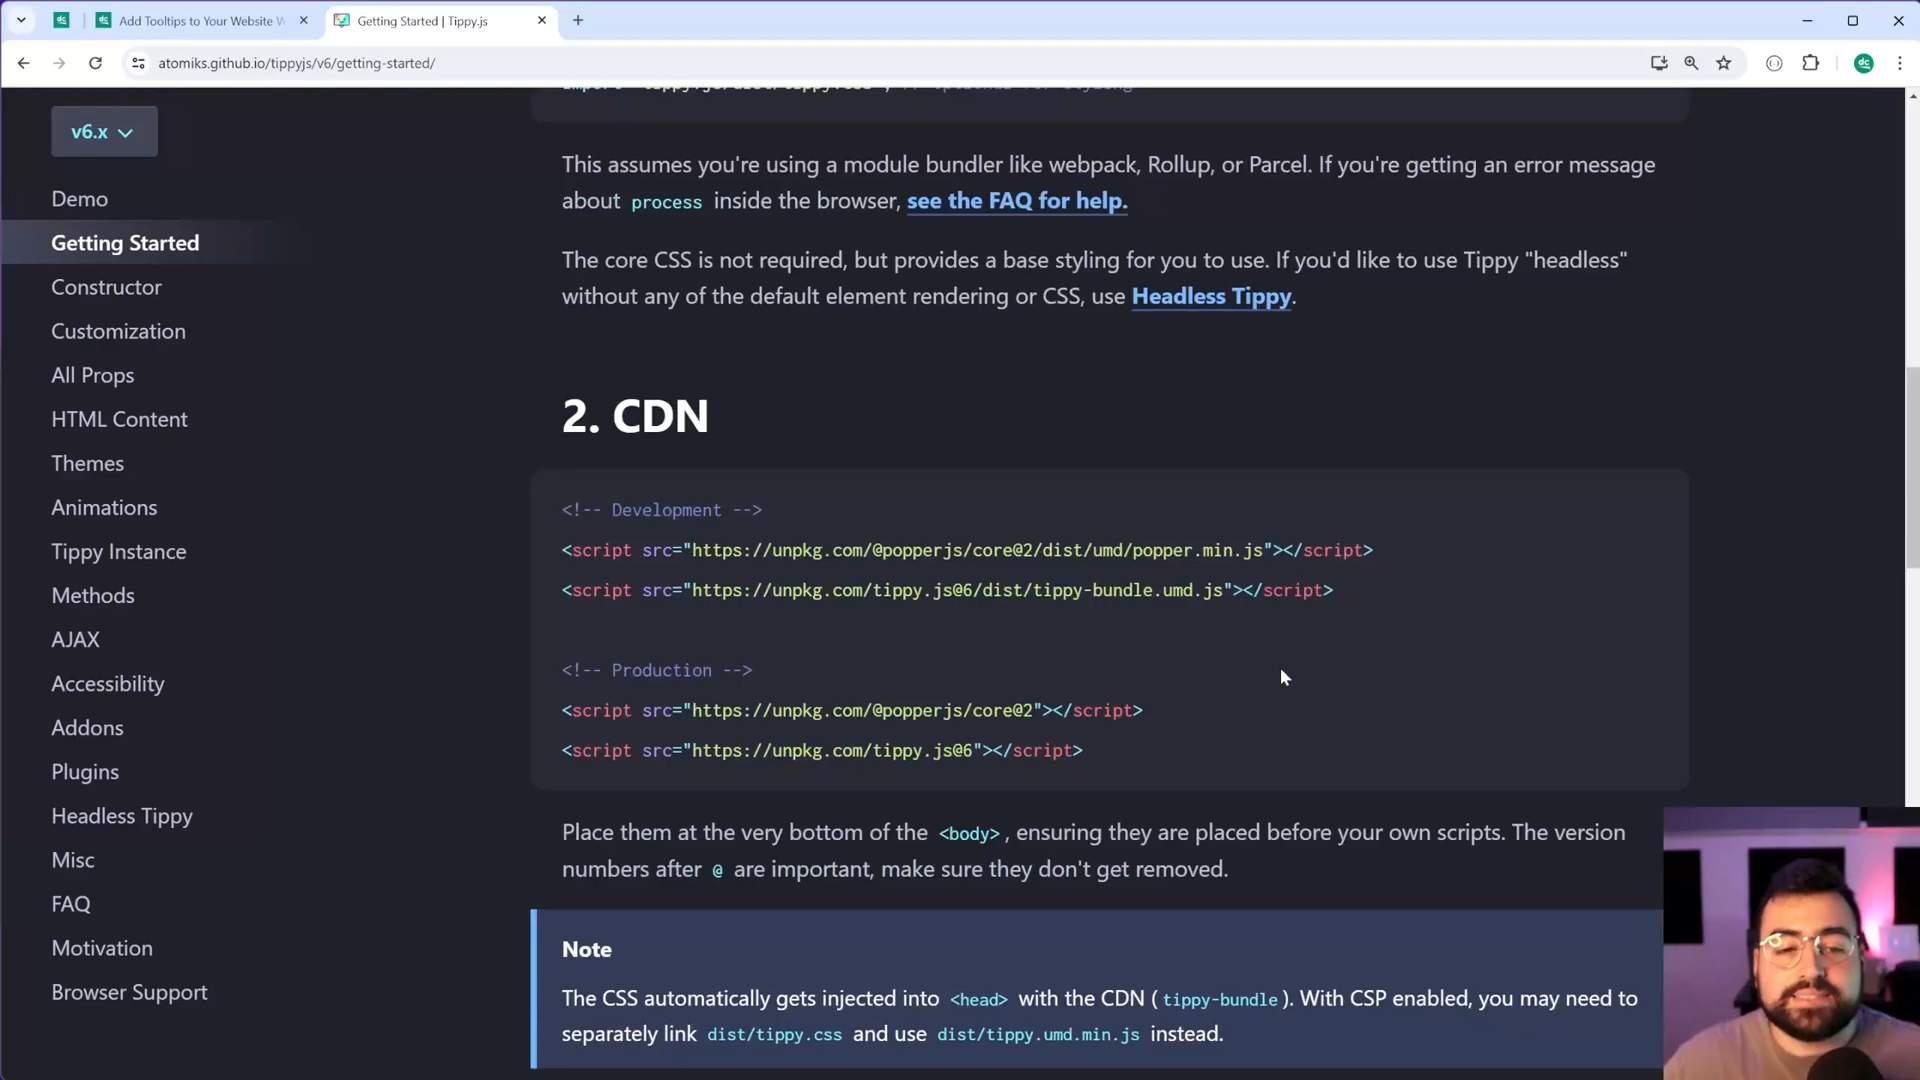 Add Tooltips to Your Website W
Getting Started | Tippy.js
atomiks.github.io/tippyjs/v6/getting-started/
dc
v6.x
Demo
Getting Started
Constructor
Customization
All Props
HTML Content
Themes
Animations
Tippy Instance
Methods
AJAX
Accessibility
Addons
Plugins
Headless Tippy
Misc
FAQ
Motivation
Browser Support
This assumes you're using a module bundler like webpack, Rollup, or Parcel. If you're getting an error message
about process inside the browser, see the FAQ for help.
The core CSS is not required, but provides a base styling for you to use. If you'd like to use Tippy "headless"
without any of the default element rendering or CSS, use Headless Tippy.
2. CDN
<!-- Development -->
<script src="https://unpkg.com/@popperjs/core@2/dist/umd/popper.min.js"></script>
<script src="https://unpkg.com/tippy.js@6/dist/tippy-bundle.umd.js"></script>
<!-- Production -->
<script src="https://unpkg.com/@popperjs/core@2"></script>
<script src="https://unpkg.com/tippy.js@6"></script>
Place them at the very bottom of the <body>, ensuring they are placed before your own scripts. The version
numbers after @ are important, make sure they don't get removed.
Note
The CSS automatically gets injected into <head> with the CDN (tippy-bundle). With CSP enabled, you may need to
separately link dist/tippy.css and use dist/tippy.umd.min.js instead.